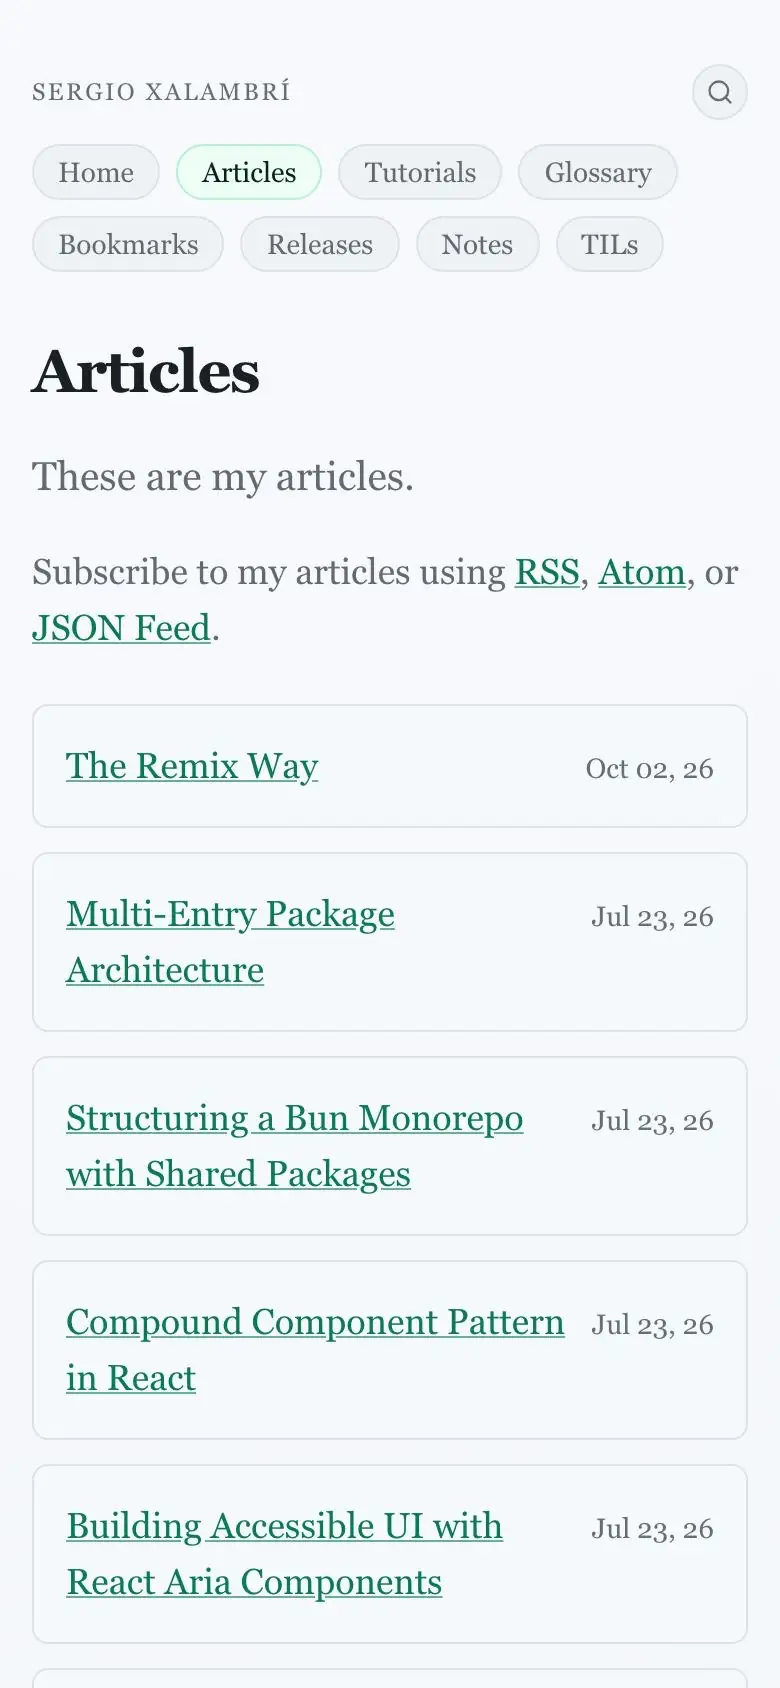 SERGIO XALAMBRÍ
Home Articles Tutorials Glossary
Bookmarks Releases Notes TILs
Articles
These are my articles.
Subscribe to my articles using RSS, Atom, or
JSON Feed.
The Remix Way Oct 02, 26
Multi-Entry Package Jul 23, 26
Architecture
Structuring a Bun Monorepo Jul 23, 26
with Shared Packages
Compound Component Pattern Jul 23, 26
in React
Building Accessible UI with Jul 23, 26
React Aria Components